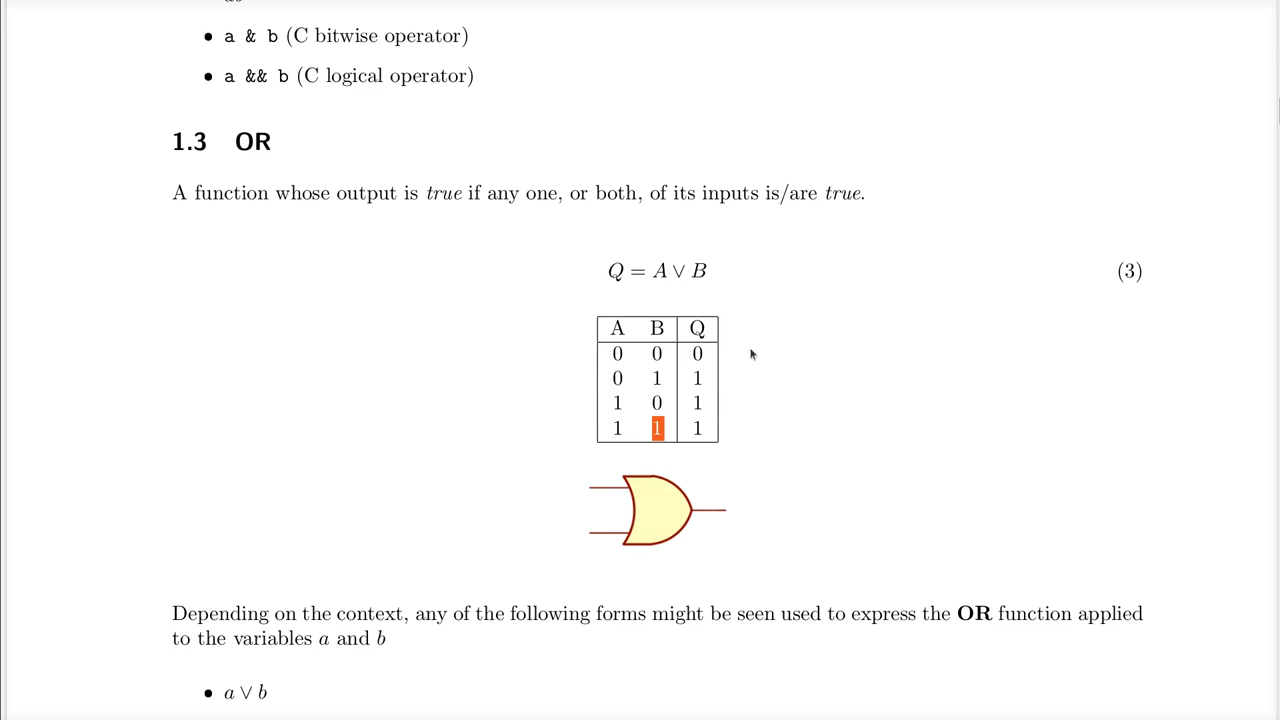 • a & b (C bitwise operator)
• a && b (C logical operator)
1.3 OR
A function whose output is true if any one, or both, of its inputs is/are true.
Q = A ∨ B (3)
A B Q
0 0 0
0 1 1
1 0 1
1 1 1
Depending on the context, any of the following forms might be seen used to express the OR function applied
to the variables a and b
• a ∨ b